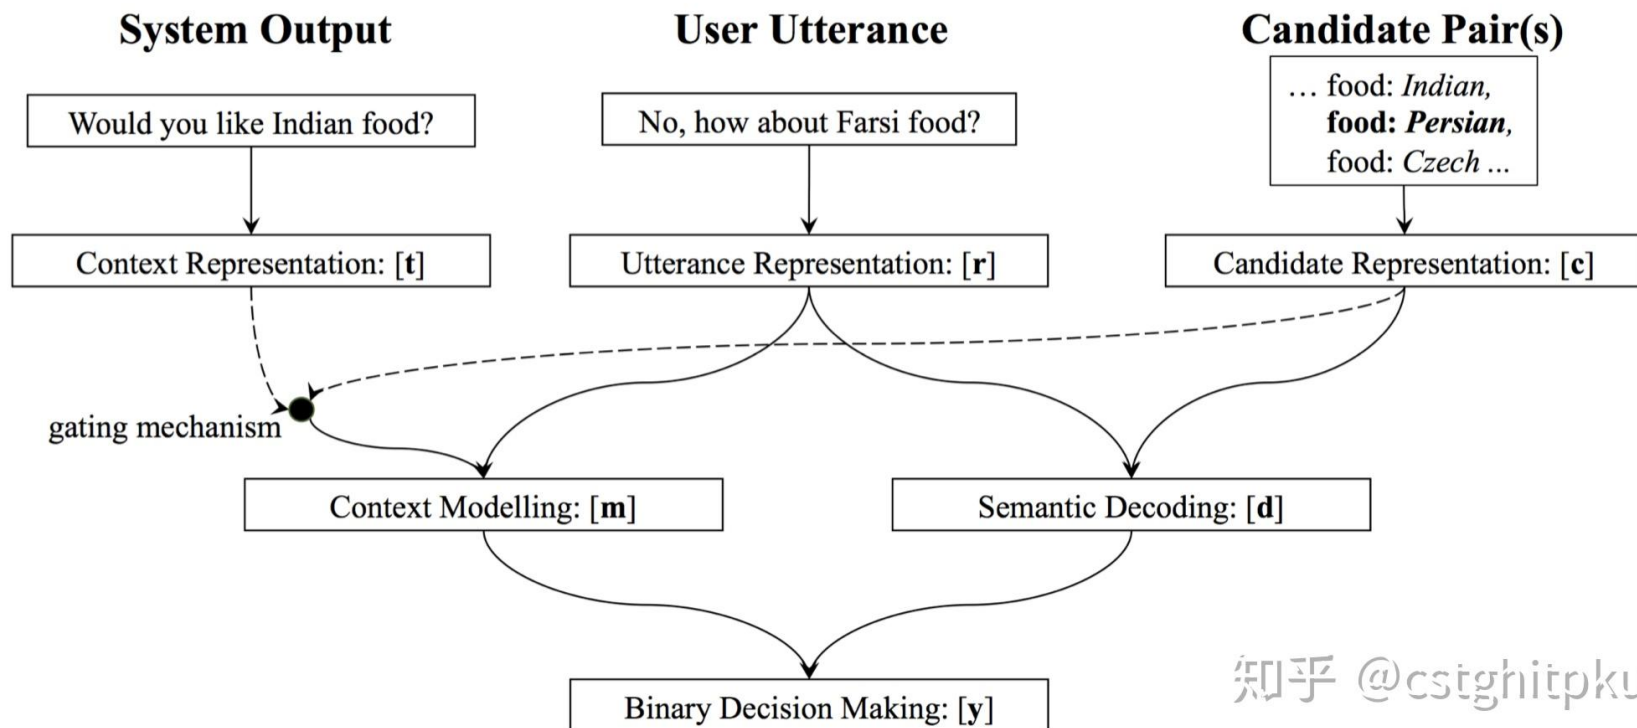 System Output
User Utterance
Candidate Pair(s)
Would you like Indian food?
No, how about Farsi food?
... food: Indian,
food: Persian,
food: Czech ...
Context Representation: [t]
Utterance Representation: [r]
Candidate Representation: [c]
gating mechanism
Context Modelling: [m]
Semantic Decoding: [d]
Binary Decision Making: [y]
知乎 @cstghitpku